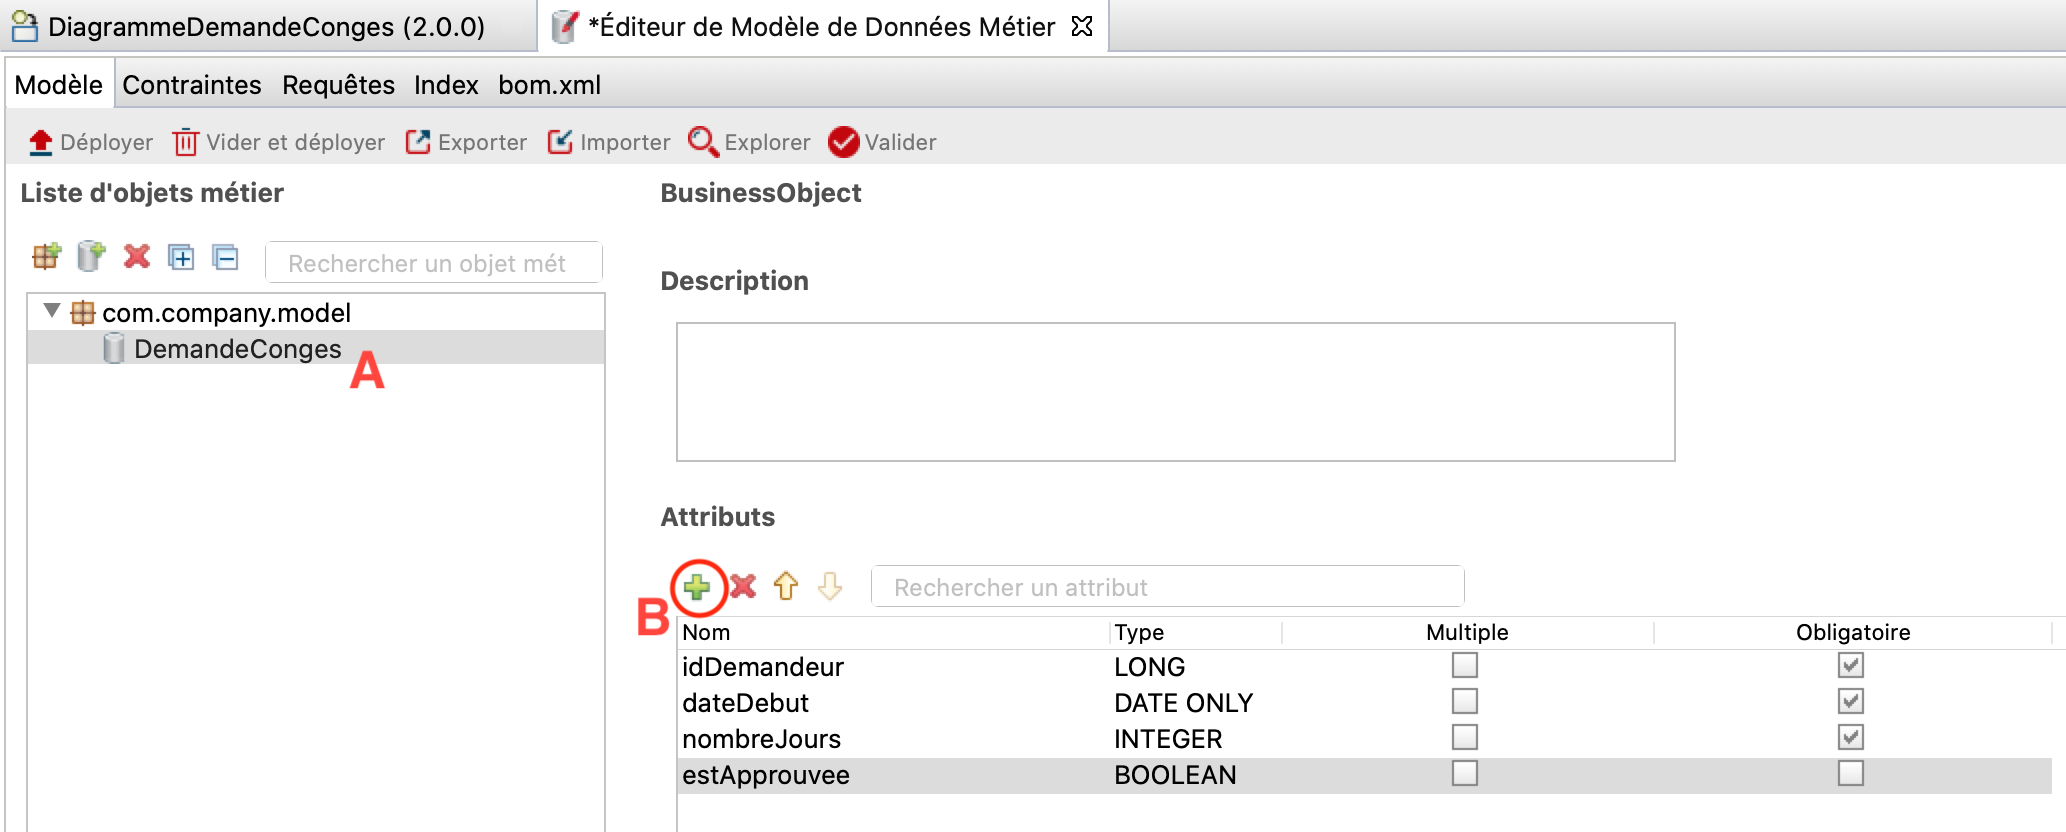 DiagrammeDemandeConges (2.0.0) *Éditeur de Modèle de Données Métier
Modèle Contraintes Requêtes Index bom.xml
Déployer Vider et déployer Exporter Importer Explorer Valider
Liste d'objets métier
Rechercher un objet mét
com.company.model
DemandeConges
A
BusinessObject
Description
Attributs
B
Rechercher un attribut
Nom Type Multiple Obligatoire
idDemandeur LONG
dateDebut DATE ONLY
nombreJours INTEGER
estApprouvee BOOLEAN